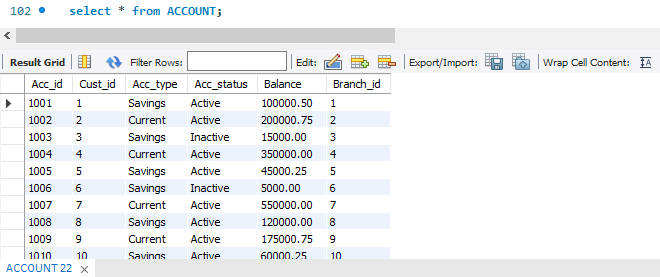 102 select * from ACCOUNT;
Result Grid Filter Rows: Edit: Export/Import: Wrap Cell Content: IA
Acc_id Cust_id Acc_type Acc_status Balance Branch_id
1001 1 Savings Active 100000.50 1
1002 2 Current Active 200000.75 2
1003 3 Savings Inactive 15000.00 3
1004 4 Current Active 350000.00 4
1005 5 Savings Active 45000.25 5
1006 6 Savings Inactive 5000.00 6
1007 7 Current Active 550000.00 7
1008 8 Savings Active 120000.00 8
1009 9 Current Active 175000.75 9
1010 10 Savings Active 60000.25 10
ACCOUNT 22